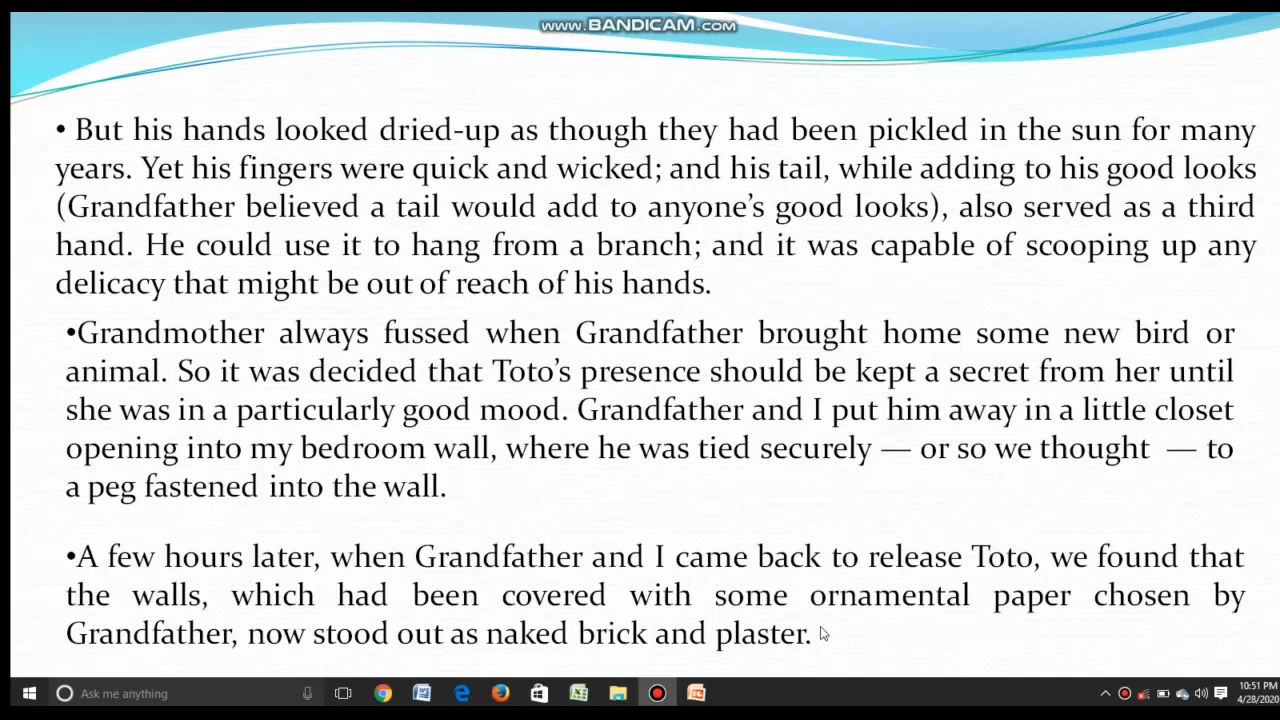 www.BANDICAM.com
• But his hands looked dried-up as though they had been pickled in the sun for many
years. Yet his fingers were quick and wicked; and his tail, while adding to his good looks
(Grandfather believed a tail would add to anyone’s good looks), also served as a third
hand. He could use it to hang from a branch; and it was capable of scooping up any
delicacy that might be out of reach of his hands.
•Grandmother always fussed when Grandfather brought home some new bird or
animal. So it was decided that Toto’s presence should be kept a secret from her until
she was in a particularly good mood. Grandfather and I put him away in a little closet
opening into my bedroom wall, where he was tied securely — or so we thought — to
a peg fastened into the wall.
•A few hours later, when Grandfather and I came back to release Toto, we found that
the walls, which had been covered with some ornamental paper chosen by
Grandfather, now stood out as naked brick and plaster.
Ask me anything
10:51 PM
4/28/2020